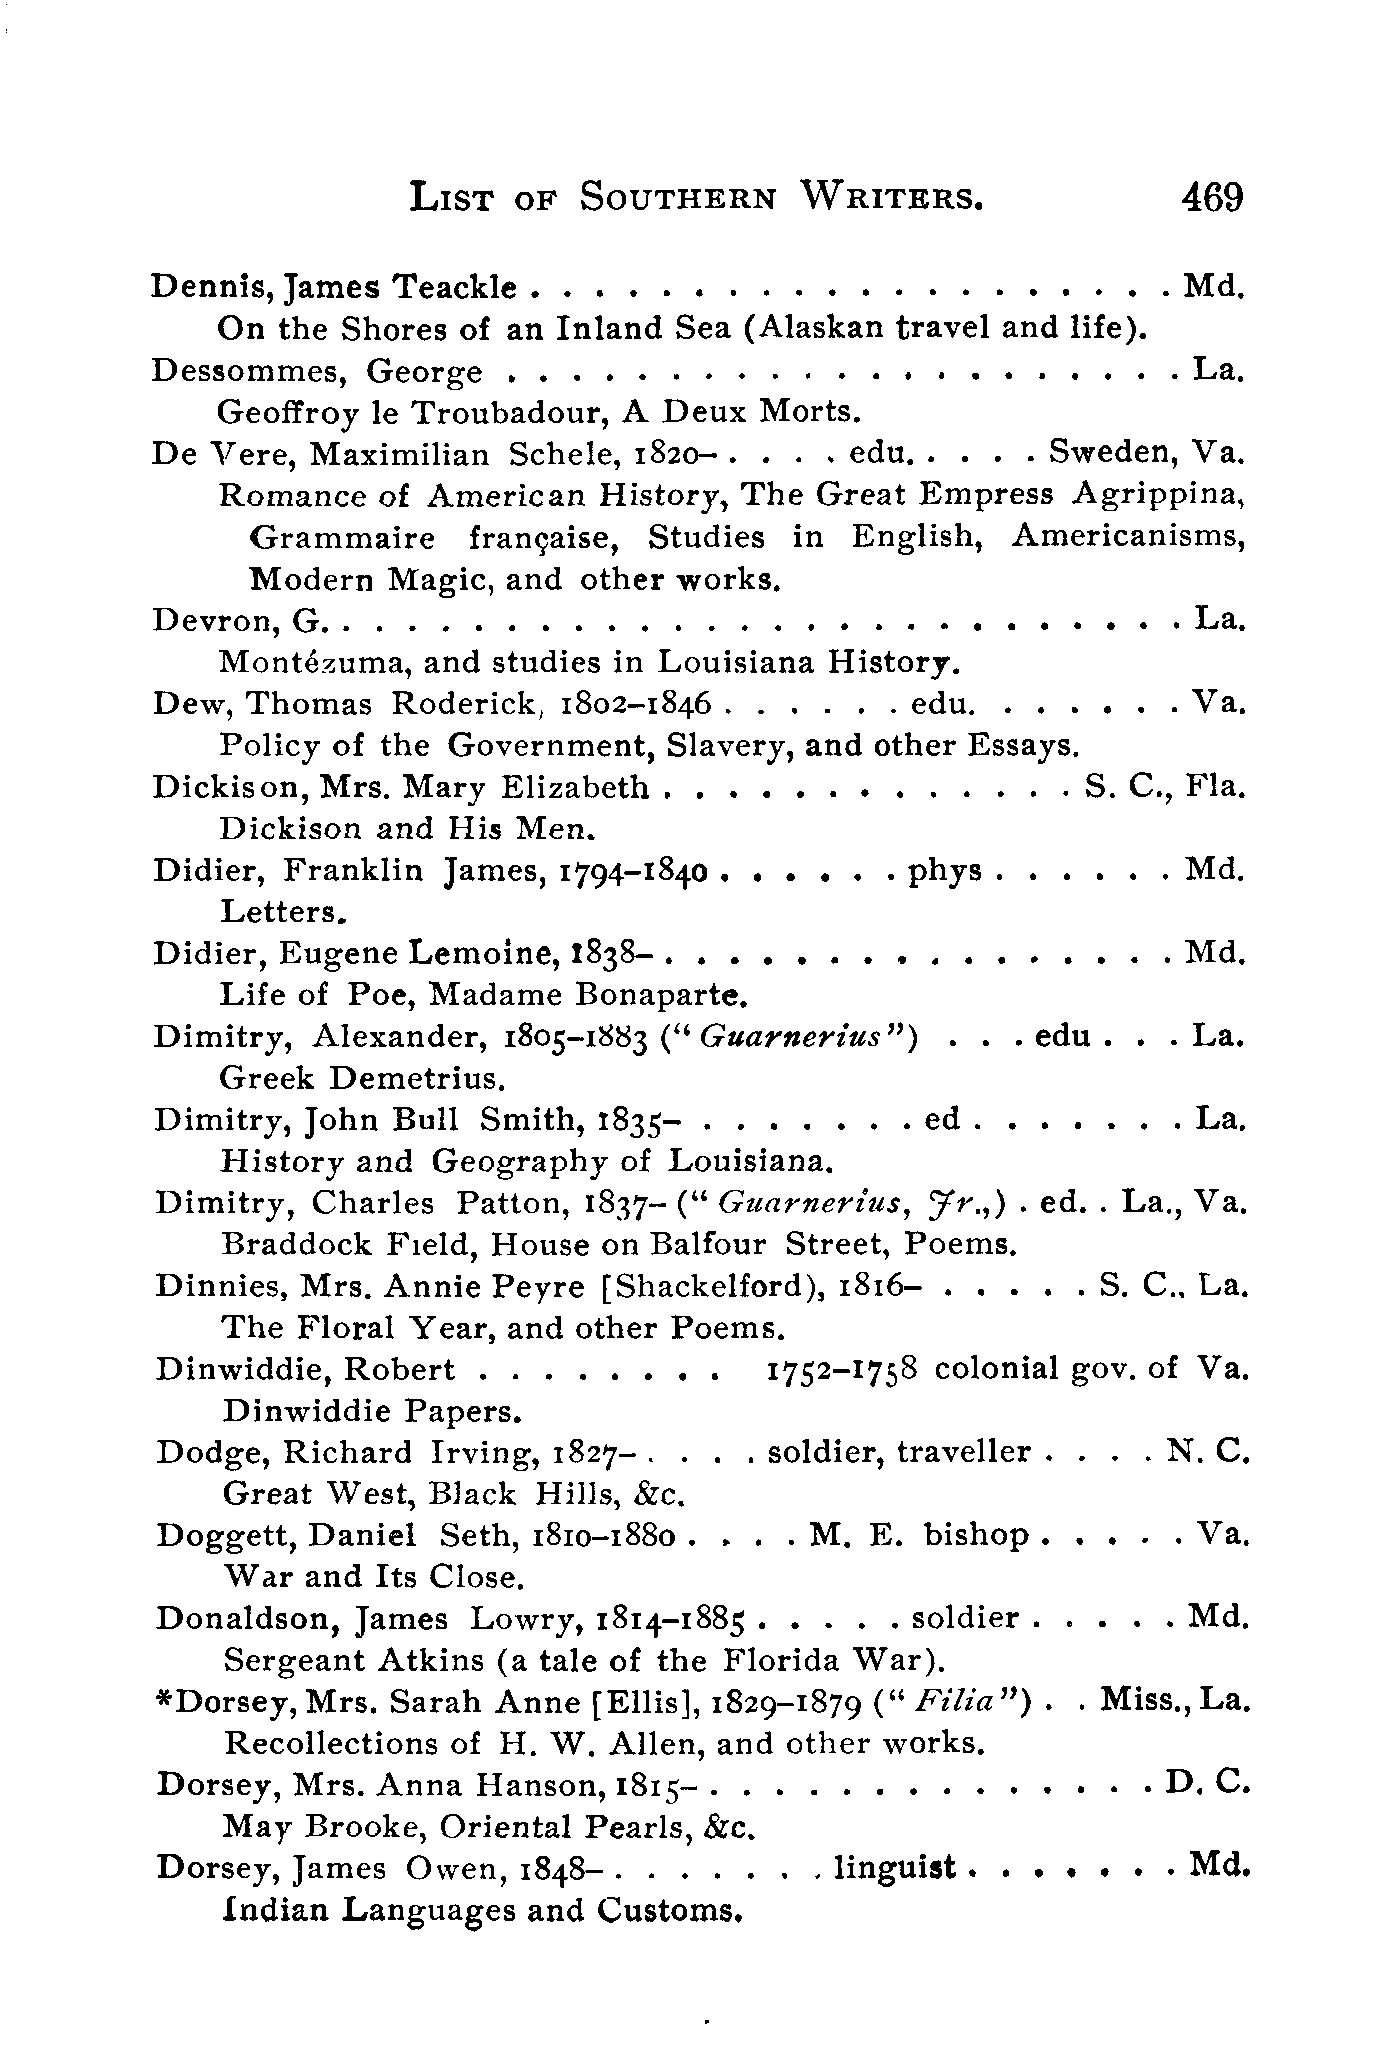 LIST OF SOUTHERN WRITERS. 469
Dennis, James Teackle . . . . . . . . . . . . . . . . . . . . Md.
On the Shores of an Inland Sea (Alaskan travel and life).
Dessommes, George . . . . . . . . . . . . . . . . . . . . . La.
Geoffroy le Troubadour, A Deux Morts.
De Vere, Maximilian Schele, 1820– . . . . edu. . . . . Sweden, Va.
Romance of American History, The Great Empress Agrippina,
Grammaire française, Studies in English, Americanisms,
Modern Magic, and other works.
Devron, G. . . . . . . . . . . . . . . . . . . . . . . . . . . La.
Montézuma, and studies in Louisiana History.
Dew, Thomas Roderick, 1802–1846 . . . . . . edu. . . . . . . Va.
Policy of the Government, Slavery, and other Essays.
Dickison, Mrs. Mary Elizabeth . . . . . . . . . . . . . S. C., Fla.
Dickison and His Men.
Didier, Franklin James, 1794–1840 . . . . . . phys . . . . . . Md.
Letters.
Didier, Eugene Lemoine, 1838– . . . . . . . . . . . . . . . . Md.
Life of Poe, Madame Bonaparte.
Dimitry, Alexander, 1805–1883 (“Guarnerius”) . . . edu . . . La.
Greek Demetrius.
Dimitry, John Bull Smith, 1835– . . . . . . . ed . . . . . . . La.
History and Geography of Louisiana.
Dimitry, Charles Patton, 1837– (“Guarnerius, Jr.,) . ed. . La., Va.
Braddock Field, House on Balfour Street, Poems.
Dinnies, Mrs. Annie Peyre [Shackelford), 1816– . . . . . S. C., La.
The Floral Year, and other Poems.
Dinwiddie, Robert . . . . . . . . 1752–1758 colonial gov. of Va.
Dinwiddie Papers.
Dodge, Richard Irving, 1827– . . . . soldier, traveller . . . . N. C.
Great West, Black Hills, &c.
Doggett, Daniel Seth, 1810–1880 . . . . M. E. bishop . . . . . Va.
War and Its Close.
Donaldson, James Lowry, 1814–1885 . . . . . soldier . . . . . Md.
Sergeant Atkins (a tale of the Florida War).
*Dorsey, Mrs. Sarah Anne [Ellis], 1829–1879 (“Filia”) . . Miss., La.
Recollections of H. W. Allen, and other works.
Dorsey, Mrs. Anna Hanson, 1815– . . . . . . . . . . . . . . D. C.
May Brooke, Oriental Pearls, &c.
Dorsey, James Owen, 1848– . . . . . . . linguist . . . . . . . Md.
Indian Languages and Customs.